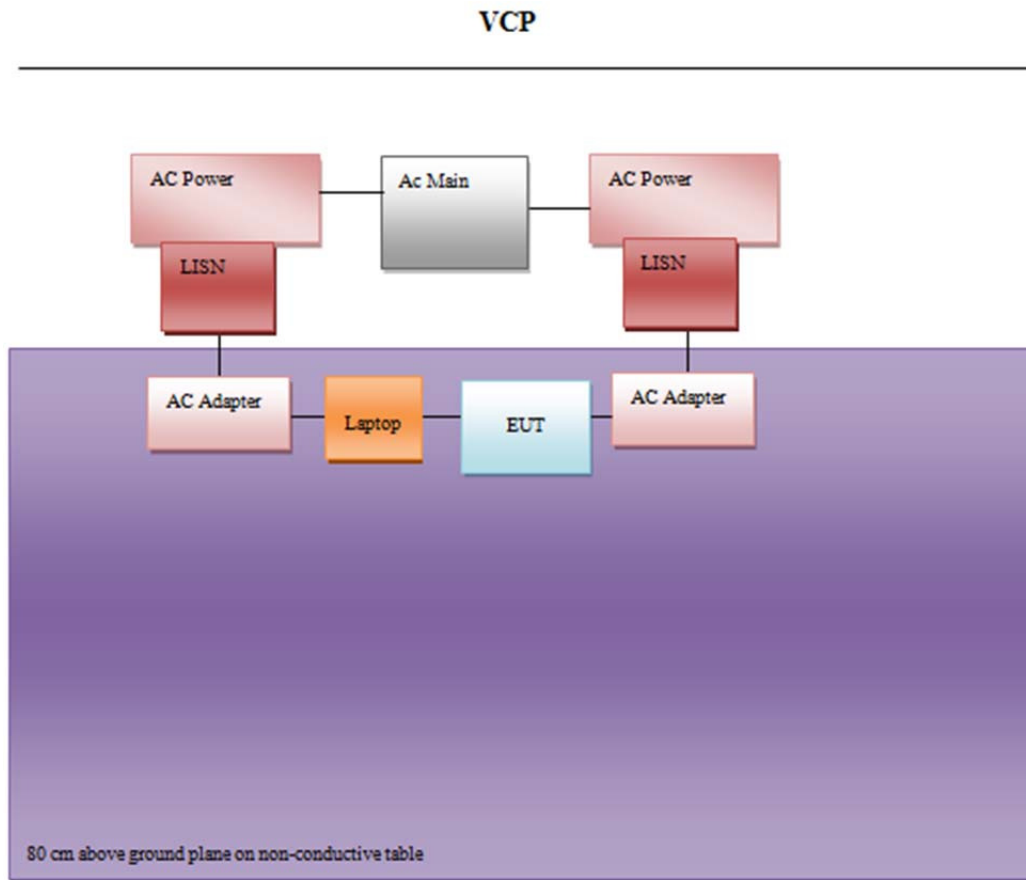 VCP
AC Power
Ac Main
AC Power
LISN
LISN
AC Adapter
Laptop
EUT
AC Adapter
80 cm above ground plane on non-conductive table